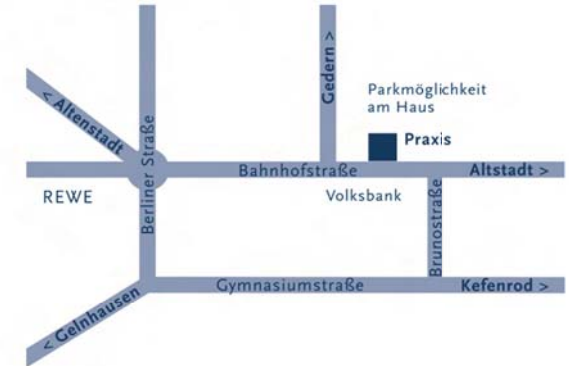 Gedern >
Parkmöglichkeit
am Haus
Praxis
< Altenstadt
Berliner Straße
Bahnhofstraße
Altstadt >
REWE
Volksbank
Brunostraße
Gymnasiumstraße
Kefenrod >
< Gelnhausen